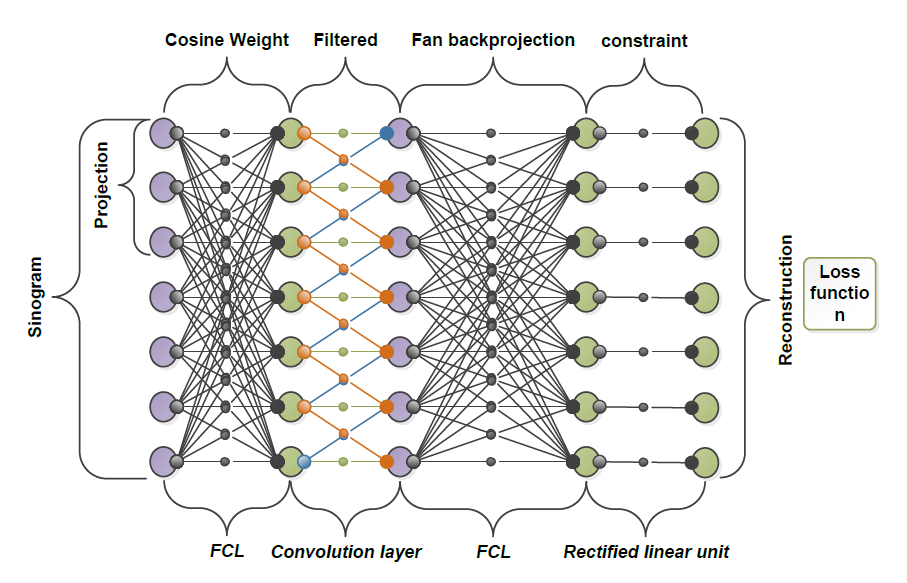 Cosine Weight
Filtered
Fan backprojection
constraint
Projection
Sinogram
Reconstruction
Loss
functio
n
FCL
Convolution layer
FCL
Rectified linear unit